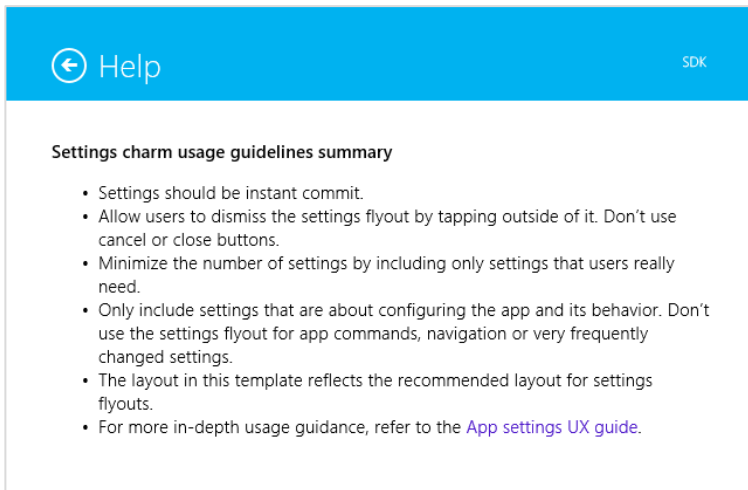 Help
SDK
Settings charm usage guidelines summary
• Settings should be instant commit.
• Allow users to dismiss the settings flyout by tapping outside of it. Don’t use
cancel or close buttons.
• Minimize the number of settings by including only settings that users really
need.
• Only include settings that are about configuring the app and its behavior. Don’t
use the settings flyout for app commands, navigation or very frequently
changed settings.
• The layout in this template reflects the recommended layout for settings
flyouts.
• For more in-depth usage guidance, refer to the App settings UX guide.